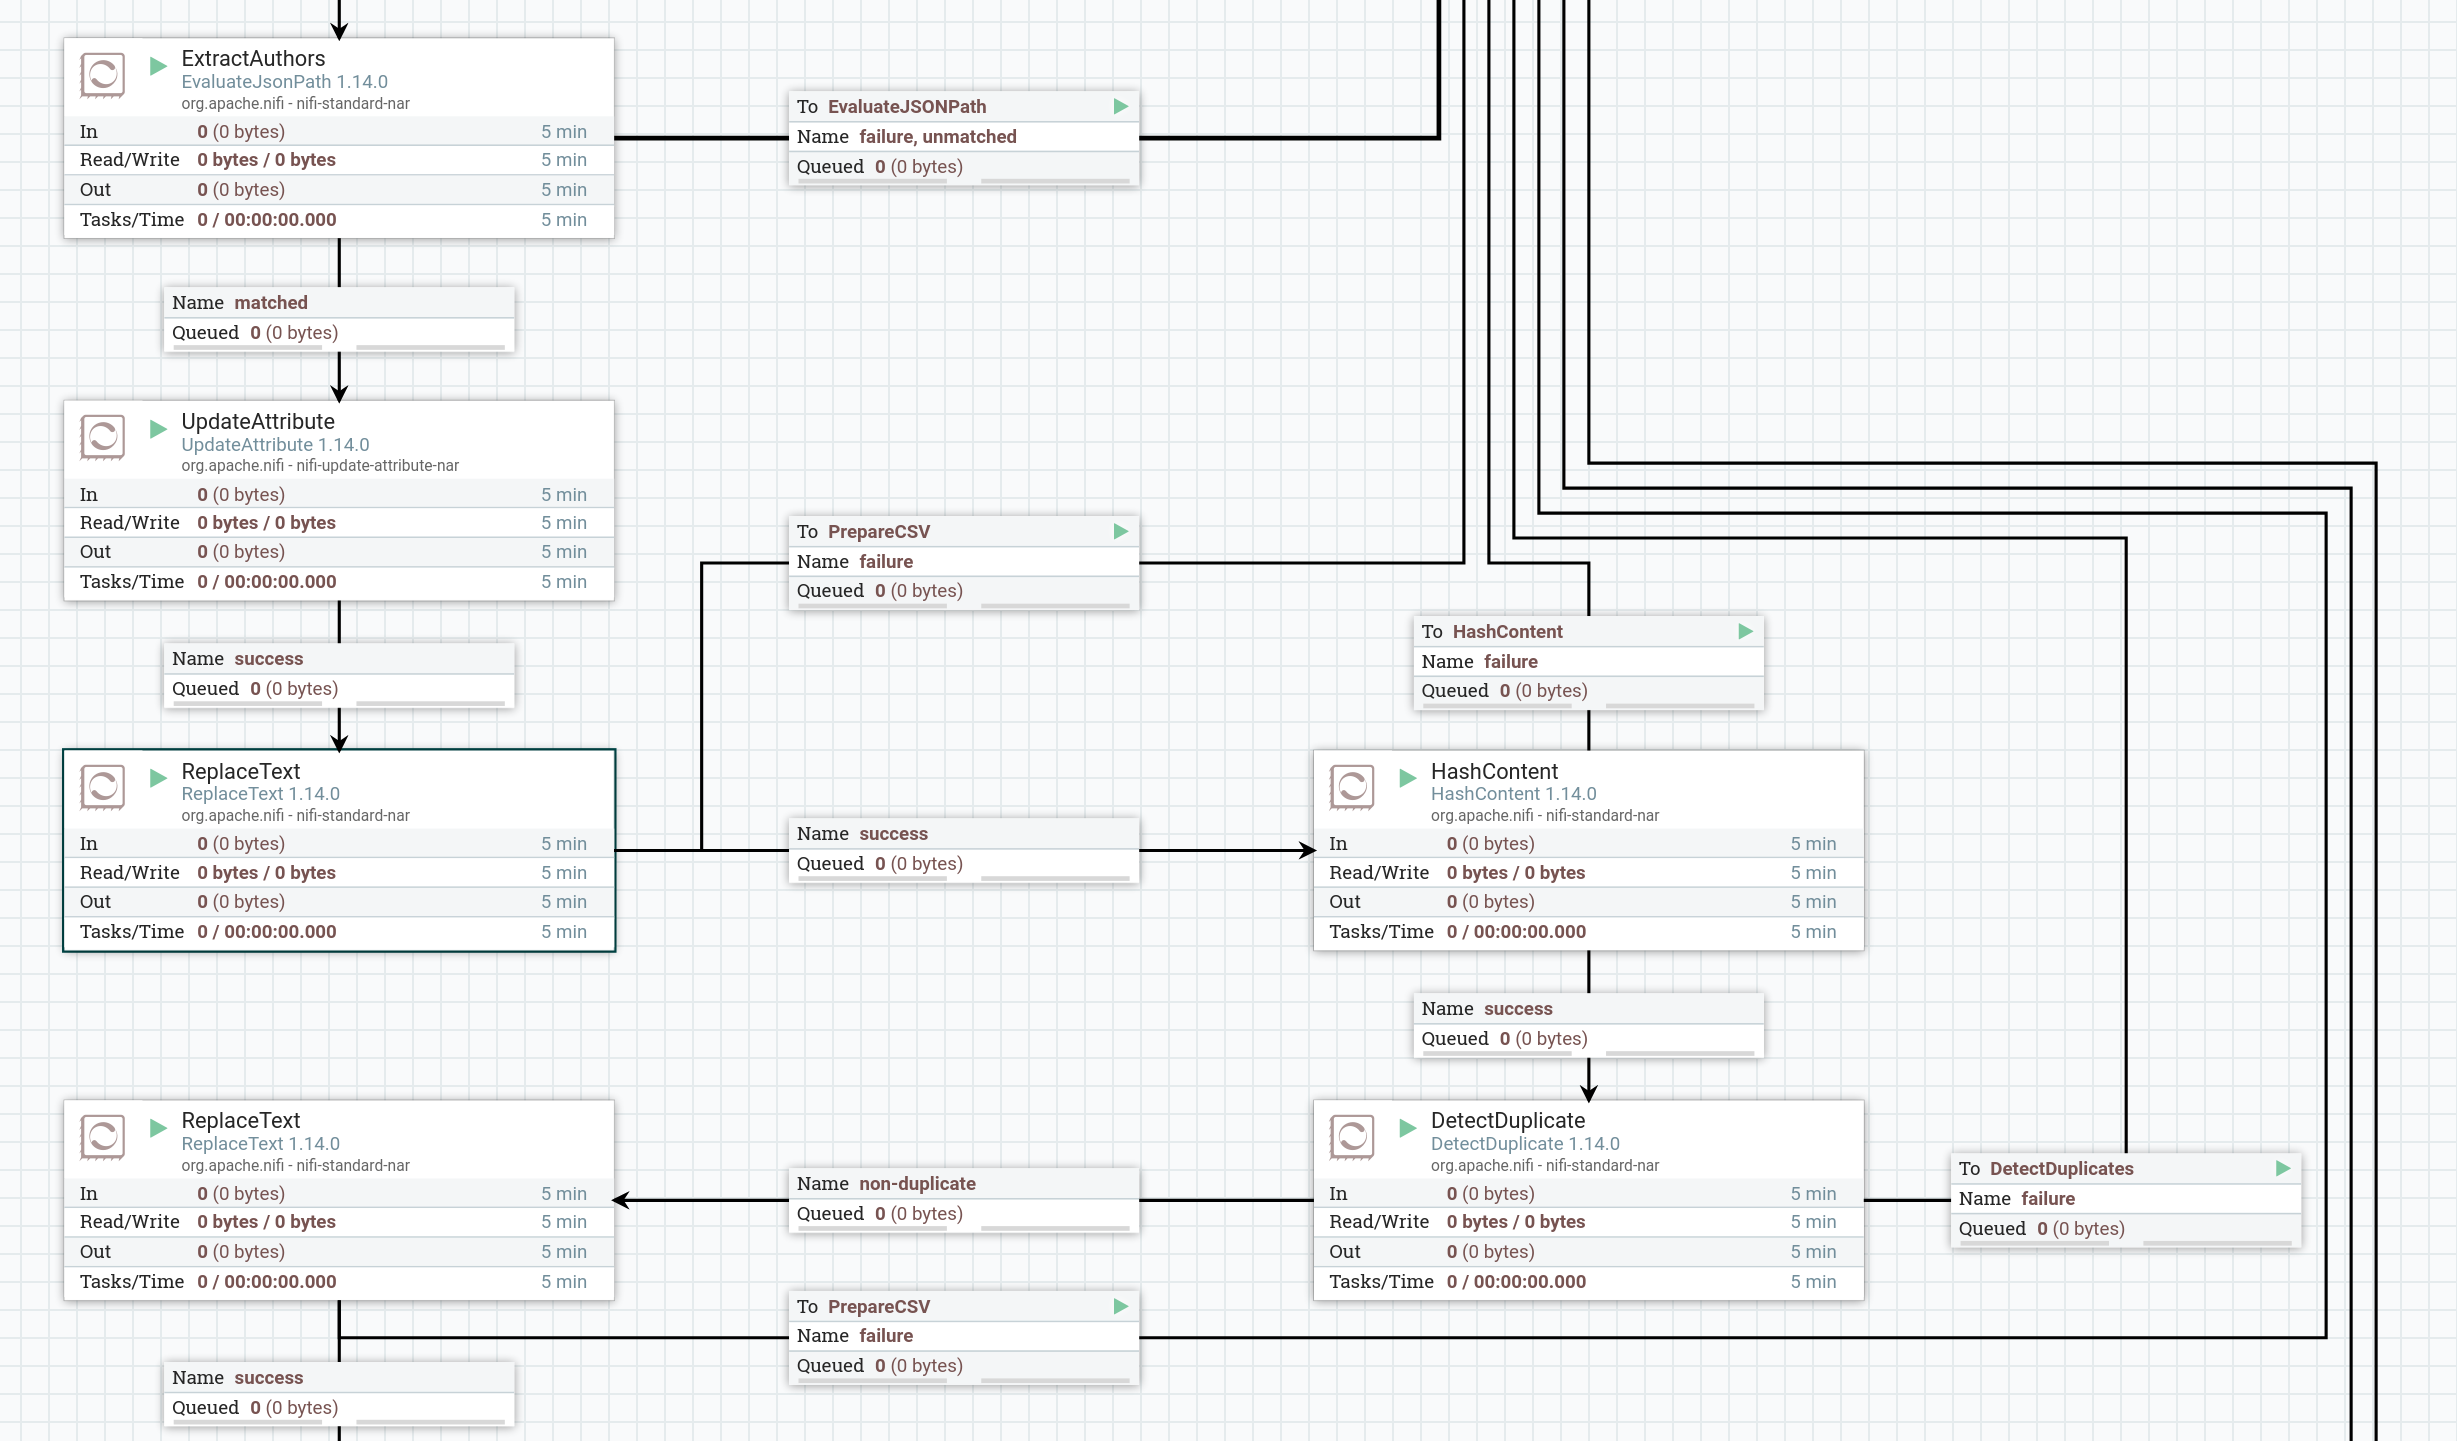 ExtractAuthors
EvaluateJsonPath 1.14.0
org.apache.nifi - nifi-standard-nar
In 0 (0 bytes) 5 min
Read/Write 0 bytes / 0 bytes 5 min
Out 0 (0 bytes) 5 min
Tasks/Time 0 / 00:00:00.000 5 min
To EvaluateJSONPath
Name failure, unmatched
Queued 0 (0 bytes)
Name matched
Queued 0 (0 bytes)
UpdateAttribute
UpdateAttribute 1.14.0
org.apache.nifi - nifi-update-attribute-nar
In 0 (0 bytes) 5 min
Read/Write 0 bytes / 0 bytes 5 min
Out 0 (0 bytes) 5 min
Tasks/Time 0 / 00:00:00.000 5 min
To PrepareCSV
Name failure
Queued 0 (0 bytes)
Name success
Queued 0 (0 bytes)
To HashContent
Name failure
Queued 0 (0 bytes)
ReplaceText
ReplaceText 1.14.0
org.apache.nifi - nifi-standard-nar
In 0 (0 bytes) 5 min
Read/Write 0 bytes / 0 bytes 5 min
Out 0 (0 bytes) 5 min
Tasks/Time 0 / 00:00:00.000 5 min
Name success
Queued 0 (0 bytes)
HashContent
HashContent 1.14.0
org.apache.nifi - nifi-standard-nar
In 0 (0 bytes) 5 min
Read/Write 0 bytes / 0 bytes 5 min
Out 0 (0 bytes) 5 min
Tasks/Time 0 / 00:00:00.000 5 min
Name success
Queued 0 (0 bytes)
ReplaceText
ReplaceText 1.14.0
org.apache.nifi - nifi-standard-nar
In 0 (0 bytes) 5 min
Read/Write 0 bytes / 0 bytes 5 min
Out 0 (0 bytes) 5 min
Tasks/Time 0 / 00:00:00.000 5 min
Name non-duplicate
Queued 0 (0 bytes)
DetectDuplicate
DetectDuplicate 1.14.0
org.apache.nifi - nifi-standard-nar
In 0 (0 bytes) 5 min
Read/Write 0 bytes / 0 bytes 5 min
Out 0 (0 bytes) 5 min
Tasks/Time 0 / 00:00:00.000 5 min
To DetectDuplicates
Name failure
Queued 0 (0 bytes)
To PrepareCSV
Name failure
Queued 0 (0 bytes)
Name success
Queued 0 (0 bytes)